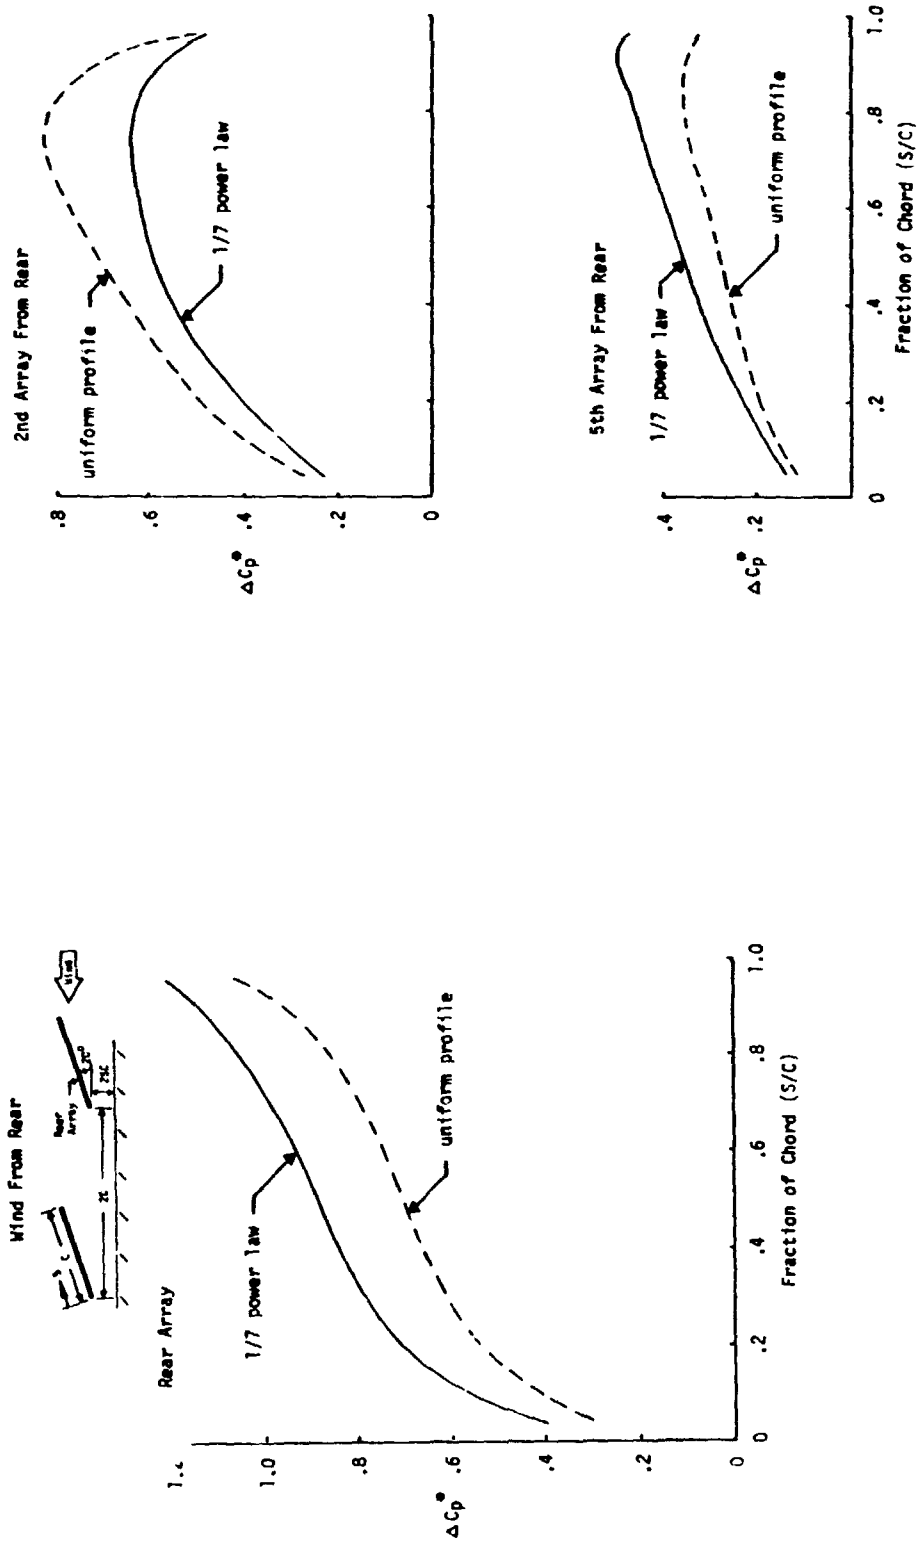 Wind From Rear
Wind
Rear
Array
20°
.25C
2C
S
C
Rear Array
1/7 power law
uniform profile
1.2
1.0
.8
.6
.4
.2
0
ΔCp*
0
.2
.4
.6
.8
1.0
Fraction of Chord (S/C)
2nd Array From Rear
uniform profile
1/7 power law
.8
.6
.4
.2
0
ΔCp*
5th Array From Rear
1/7 power law
uniform profile
.4
.2
ΔCp*
0
.2
.4
.6
.8
1.0
Fraction of Chord (S/C)